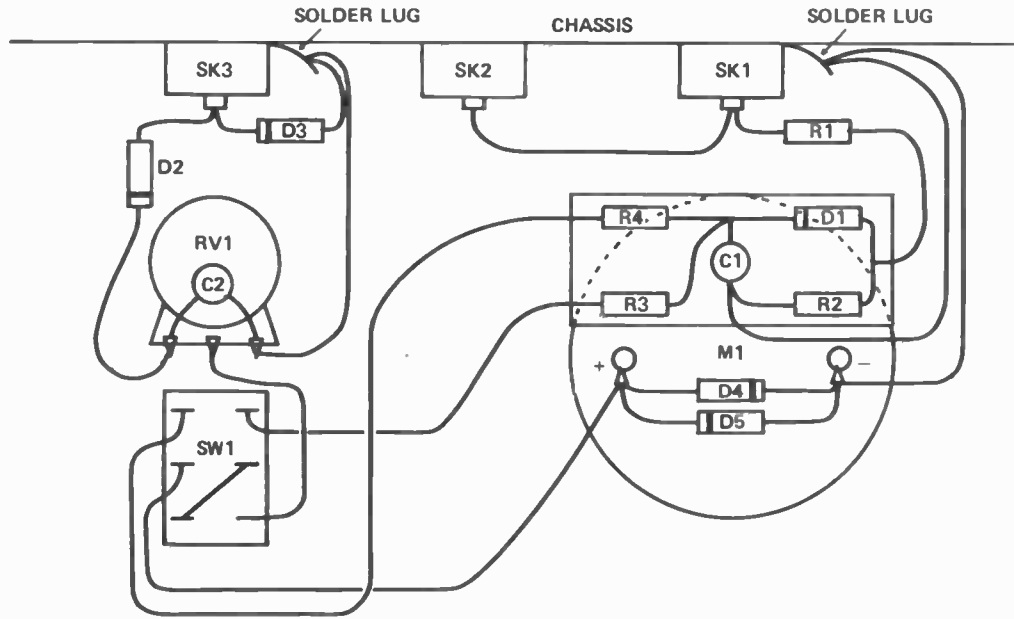 SOLDER LUG
CHASSIS
SOLDER LUG
SK3
SK2
SK1
D3
R1
D2
R4
D1
RV1
C1
C2
R3
R2
M1
+
−
D4
D5
SW1